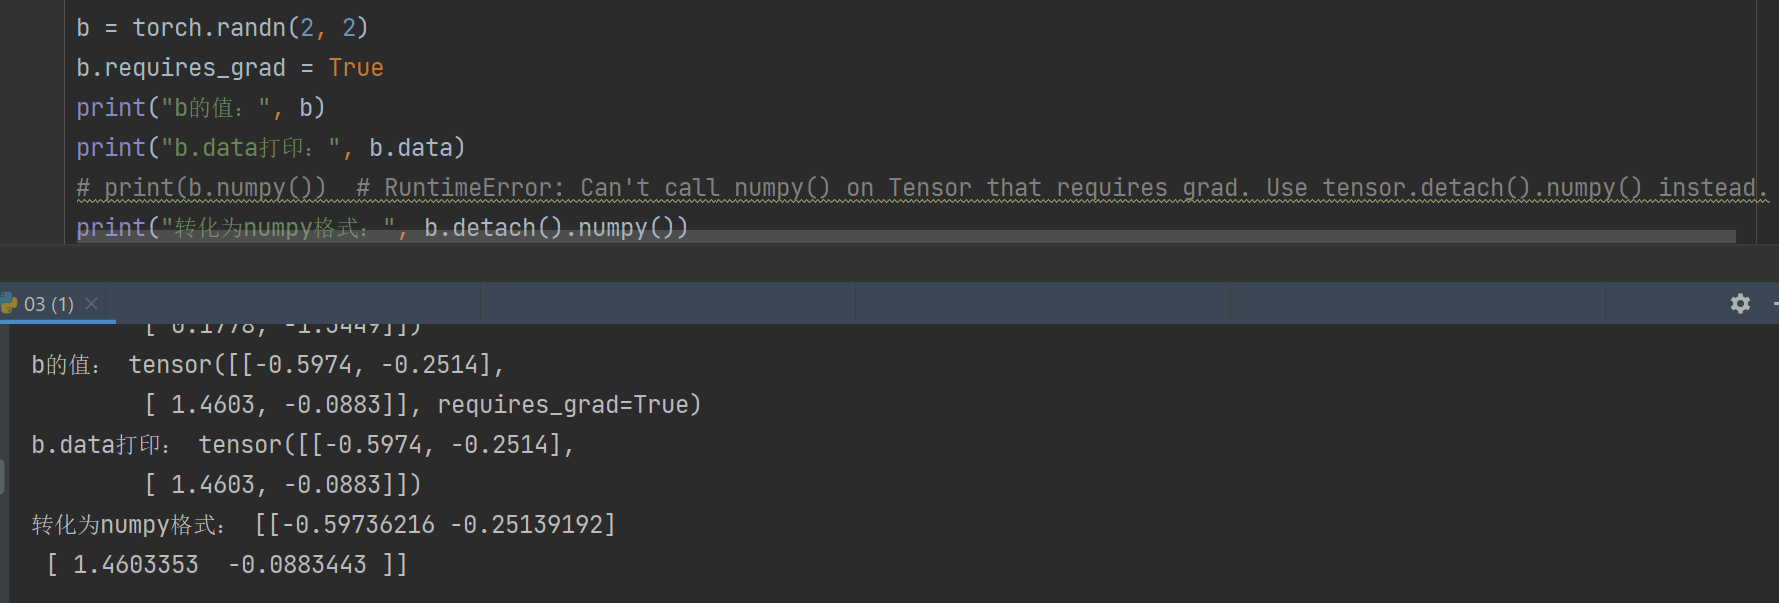 b = torch.randn(2, 2)
b.requires_grad = True
print("b的值：", b)
print("b.data打印：", b.data)
# print(b.numpy())  # RuntimeError: Can't call numpy() on Tensor that requires grad. Use tensor.detach().numpy() instead.
print("转化为numpy格式：", b.detach().numpy())
03 (1)
[ 0.1778, -1.5449]])
b的值： tensor([[-0.5974, -0.2514],
[ 1.4603, -0.0883]], requires_grad=True)
b.data打印： tensor([[-0.5974, -0.2514],
[ 1.4603, -0.0883]])
转化为numpy格式： [[-0.59736216 -0.25139192]
[ 1.4603353  -0.0883443 ]]